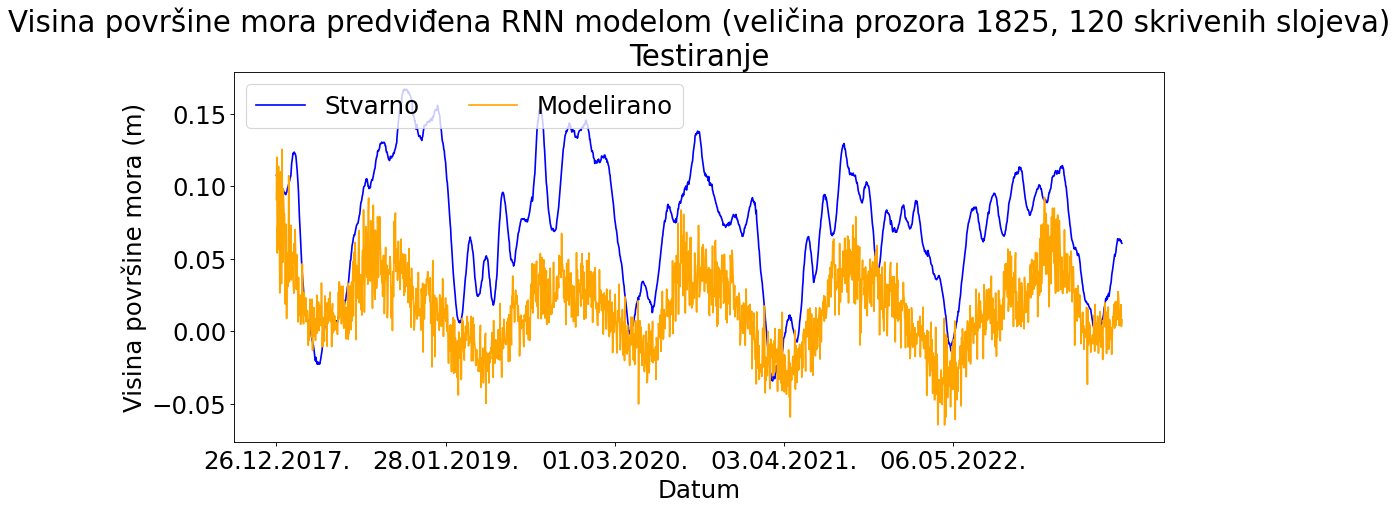 Visina površine mora predviđena RNN modelom (veličina prozora 1825, 120 skrivenih slojeva)
Testiranje
Stvarno Modelirano
Visina površine mora (m)
0.15
0.10
0.05
0.00
−0.05
26.12.2017. 28.01.2019. 01.03.2020. 03.04.2021. 06.05.2022.
Datum